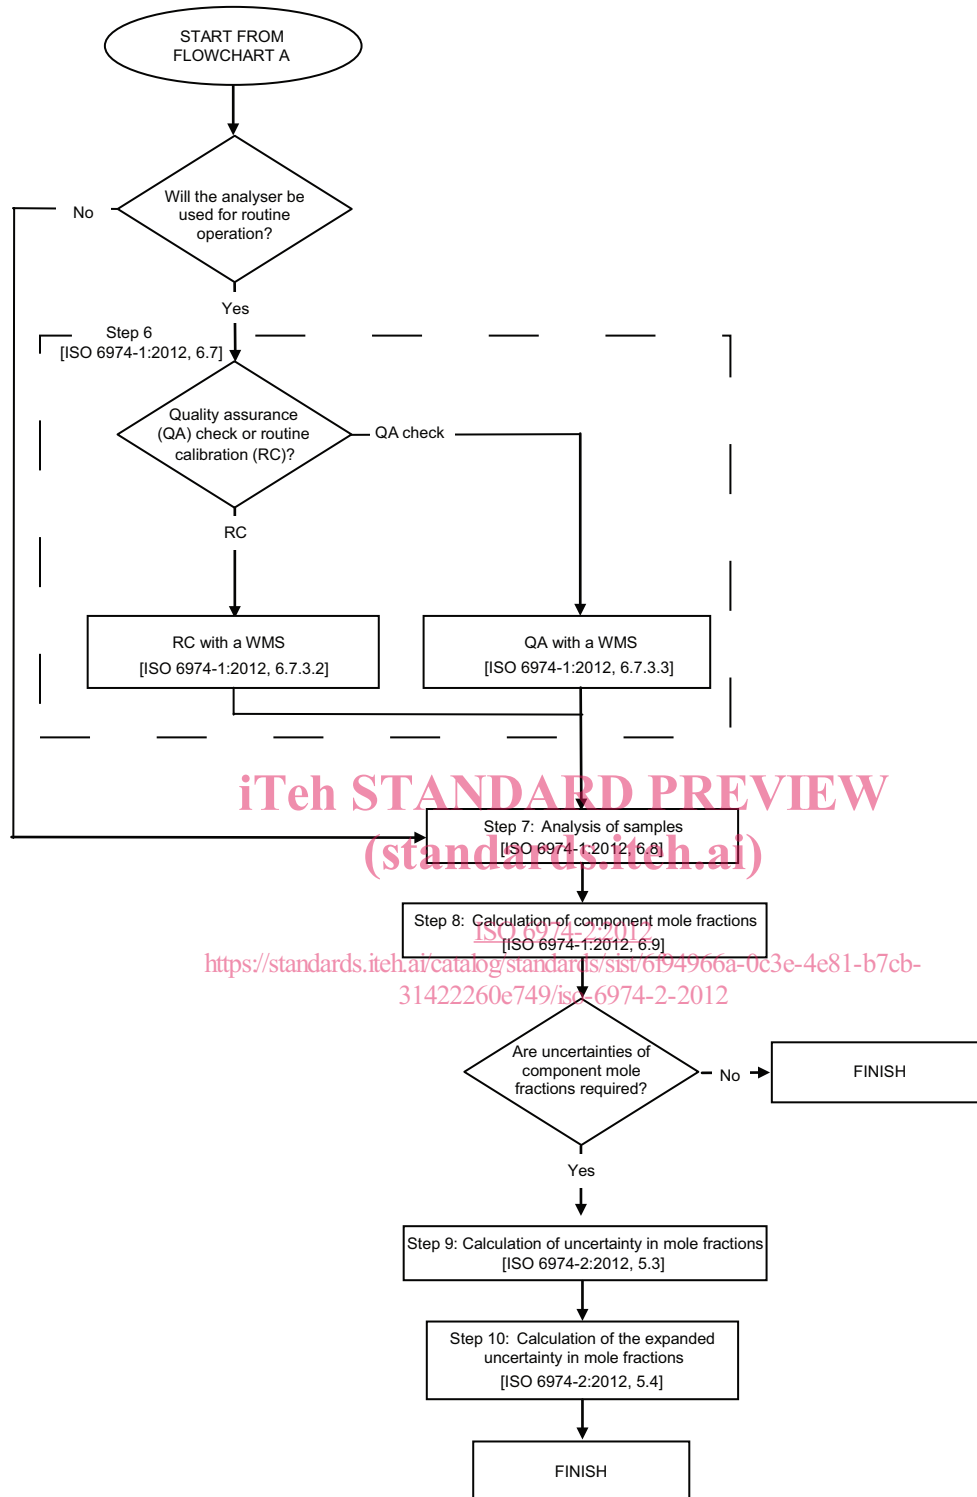 START FROM
FLOWCHART A
Will the analyser be
used for routine
operation?
No
Yes
Step 6
[ISO 6974-1:2012, 6.7]
Quality assurance
(QA) check or routine
calibration (RC)?
QA check
RC
RC with a WMS
[ISO 6974-1:2012, 6.7.3.2]
QA with a WMS
[ISO 6974-1:2012, 6.7.3.3]
iTeh STANDARD PREVIEW
Step 7: Analysis of samples
[ISO 6974-1:2012, 6.8]
(standards.iteh.ai)
Step 8: Calculation of component mole fractions
ISO 6974-2:2012
[ISO 6974-1:2012, 6.9]
https://standards.iteh.ai/catalog/standards/sist/6f94966a-0c3e-4e81-b7cb-
31422260e749/iso-6974-2-2012
Are uncertainties of
component mole
fractions required?
No
FINISH
Yes
Step 9: Calculation of uncertainty in mole fractions
[ISO 6974-2:2012, 5.3]
Step 10: Calculation of the expanded
uncertainty in mole fractions
[ISO 6974-2:2012, 5.4]
FINISH